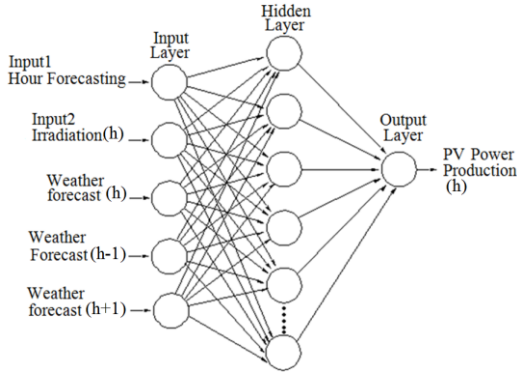 Input1
Hour Forecasting
Input2
Irradiation(h)
Weather
forecast (h)
Weather
Forecast(h-1)
Weather
forecast (h+1)
Input
Layer
Hidden
Layer
Output
Layer
PV Power
Production
(h)